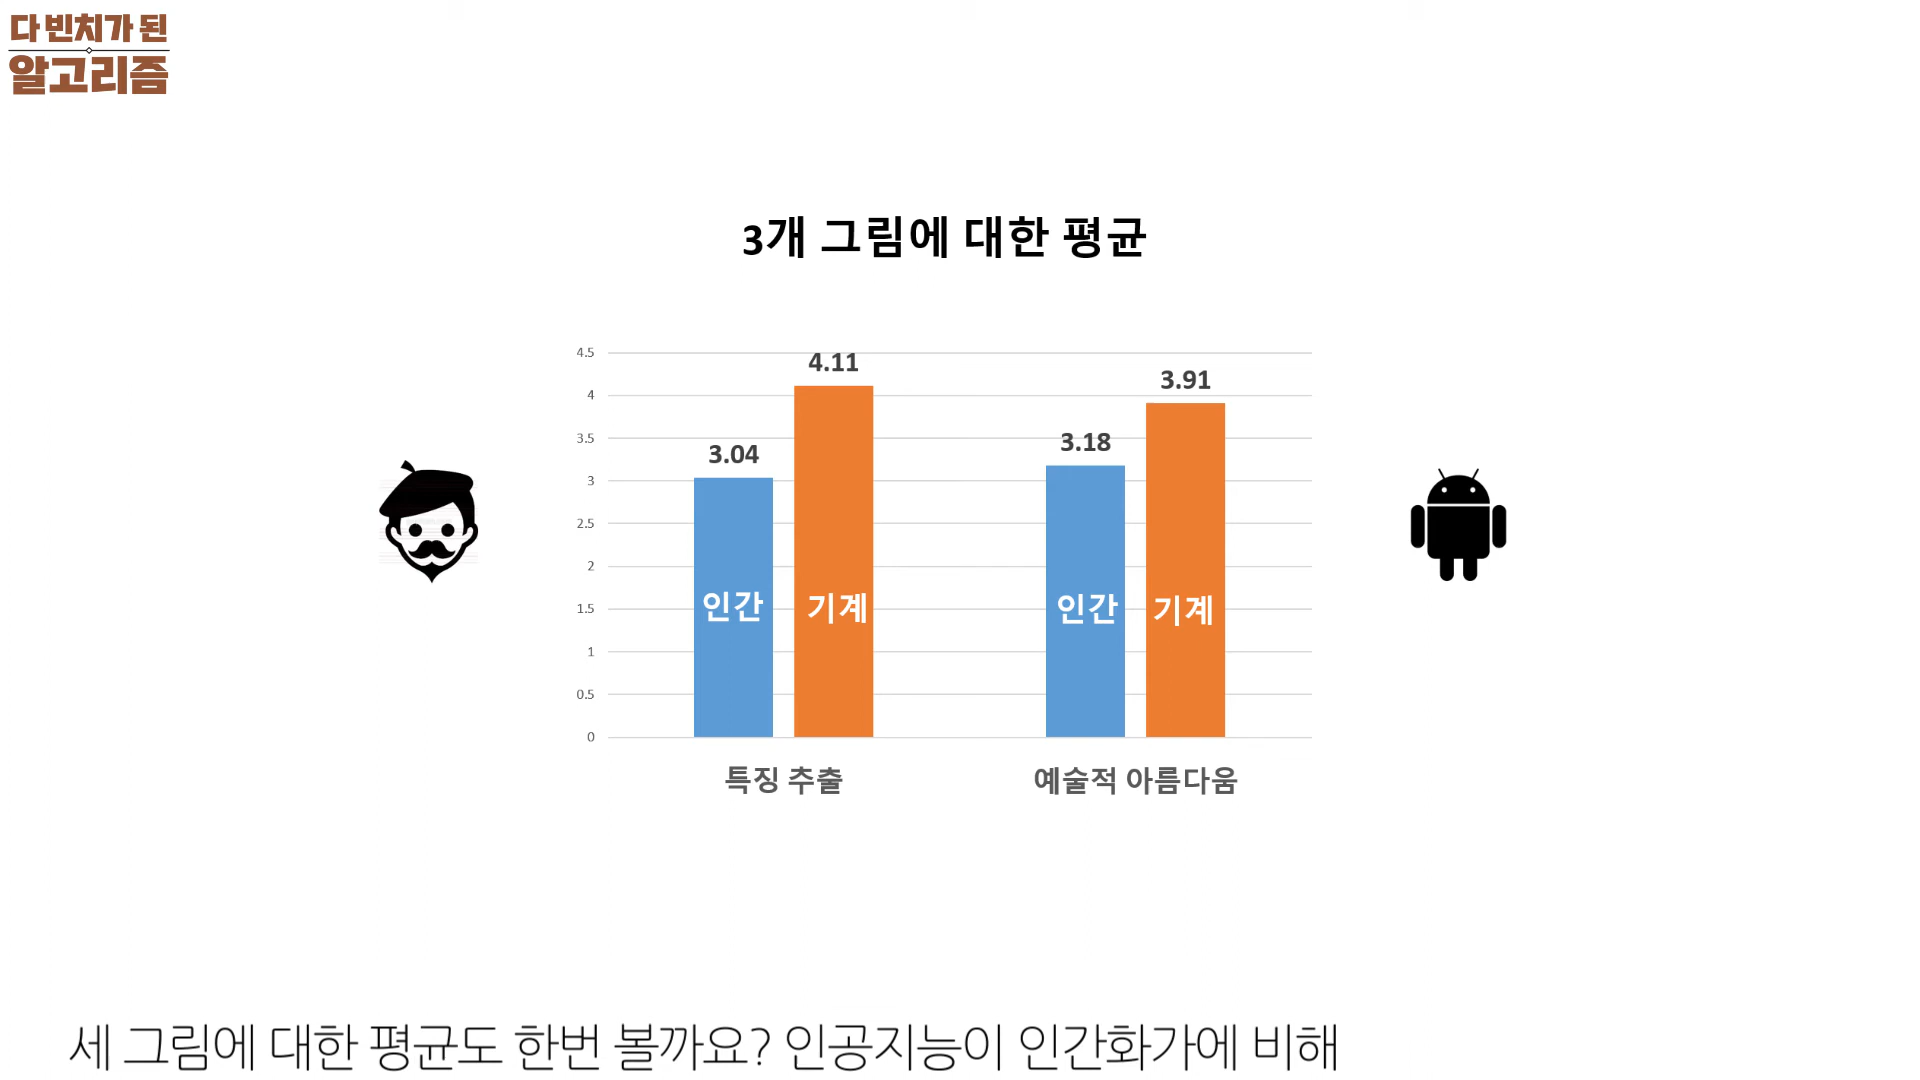 다빈치가 된
알고리즘
3개 그림에 대한 평균
4.5
4
3.5
3
2.5
2
1.5
1
0.5
0
3.04
4.11
3.18
3.91
인간
기계
인간
기계
특징 추출
예술적 아름다움
세 그림에 대한 평균도 한번 볼까요? 인공지능이 인간화가에 비해